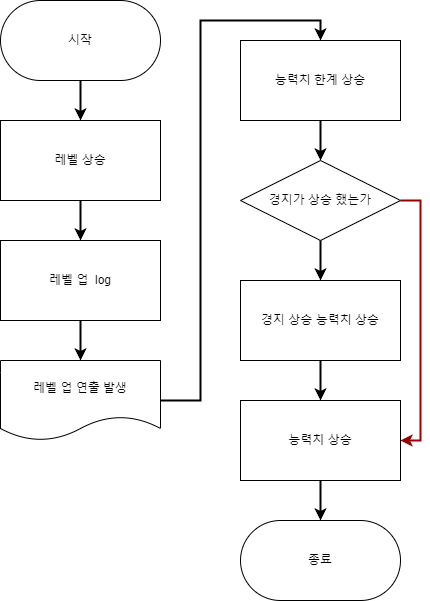 시작
레벨 상승
레벨 업 log
레벨 업 연출 발생
능력치 한계 상승
경지가 상승 했는가
경지 상승 능력치 상승
능력치 상승
종료